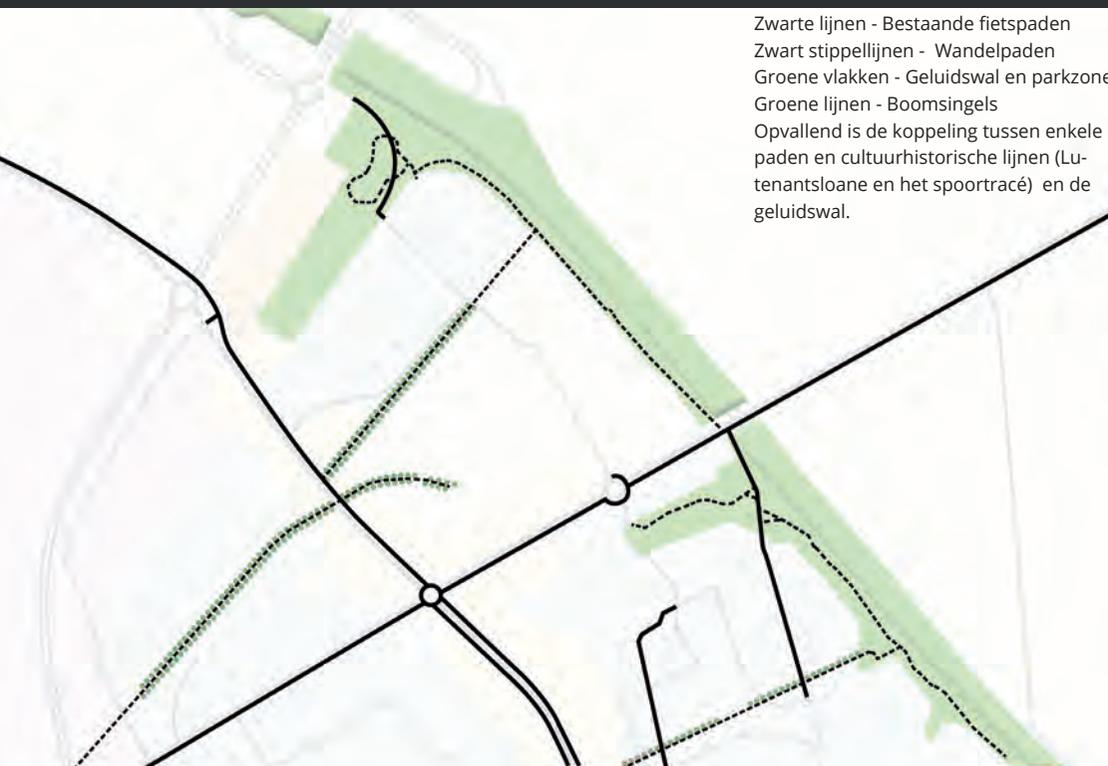 Zwarte lijnen - Bestaande fietspaden
Zwart stippellijnen - Wandelpaden
Groene vlakken - Geluidswal en parkzone
Groene lijnen - Boomsingels
Opvallend is de koppeling tussen enkele
paden en cultuurhistorische lijnen (Lu-
tenantsloane en het spoortracé) en de
geluidswal.